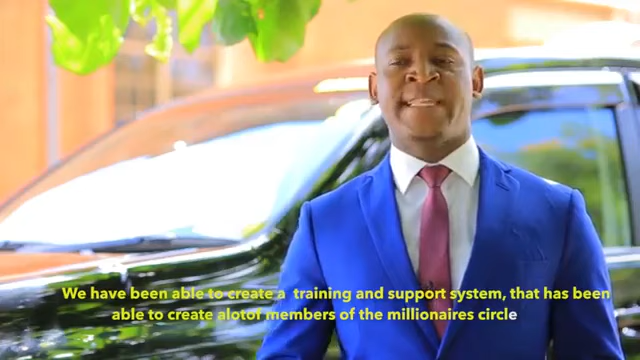 We have been able to create a training and support system, that has been
able to create alotof members of the millionaires circle